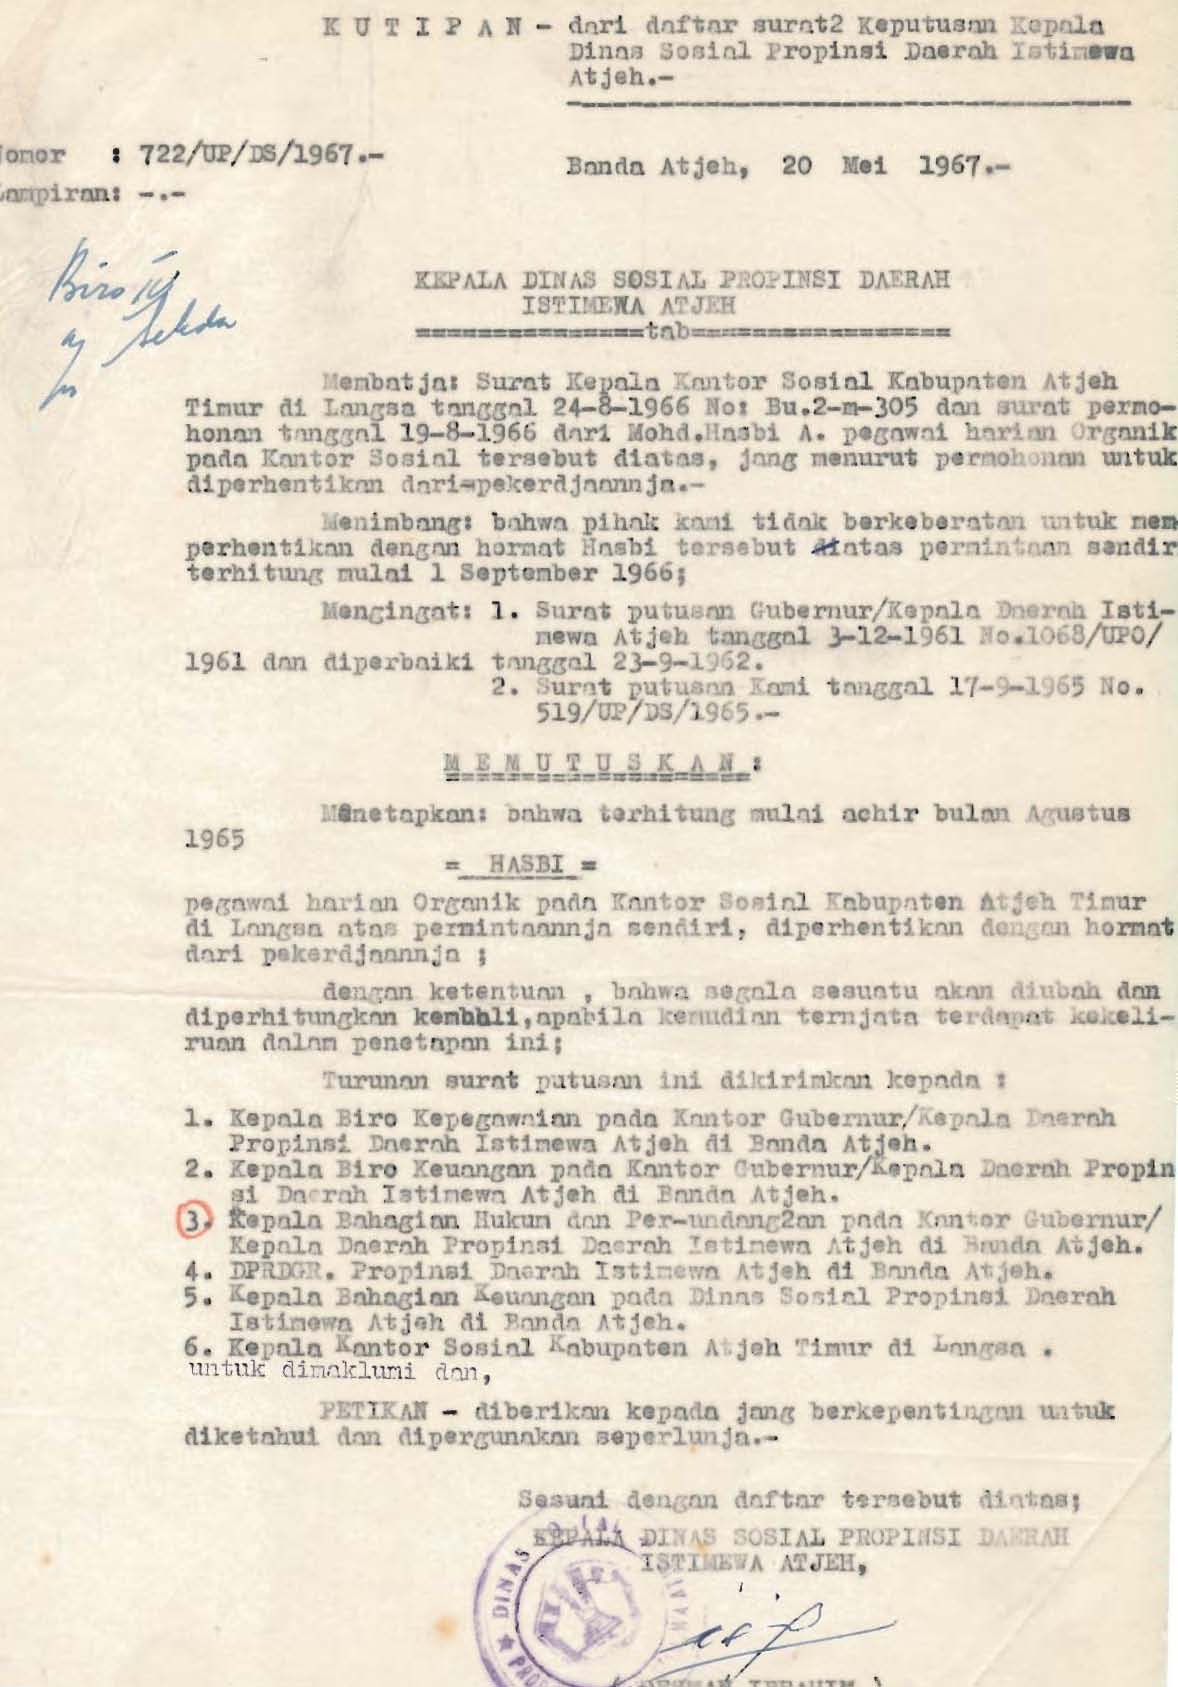 K U T I P A N - dari daftar surat2 Keputusan Kepala
Dinas Sosial Propinsi Daerah Istimewa
Atjeh.-
Nomor : 722/UP/DS/1967.-
Banda Atjeh, 20 Mei 1967.-
Lampiran: -.-
Biro
Sekda
KEPALA DINAS SOSIAL PROPINSI DAERAH
ISTIMEWA ATJEH
===============tab=================
Membatja: Surat Kepala Kantor Sosial Kabupaten Atjeh
Timur di Langsa tanggal 24-8-1966 No: Bu.2-m-305 dan surat permo-
honan tanggal 19-8-1966 dari Mohd.Hasbi A. pegawai harian Organik
pada Kantor Sosial tersebut diatas, jang menurut permohonan untuk
diperhentikan dari=pekerdjaannja.-
Menimbang: bahwa pihak kami tidak berkeberatan untuk mem
perhentikan dengan hormat Hasbi tersebut diatas permintaan sendir
terhitung mulai 1 September 1966;
Mengingat: 1. Surat putusan Gubernur/Kepala Daerah Isti-
mewa Atjeh tanggal 3-12-1961 No.1068/UPO/
1961 dan diperbaiki tanggal 23-9-1962.
2. Surat putusan Kami tanggal 17-9-1965 No.
519/UP/DS/1965.-
M E M U T U S K A N :
Menetapkan: bahwa terhitung mulai achir bulan Agustus
1965
= HASBI =
pegawai harian Organik pada Kantor Sosial Kabupaten Atjeh Timur
di Langsa atas permintaannja sendiri, diperhentikan dengan hormat
dari pekerdjaannja ;
dengan ketentuan , bahwa segala sesuatu akan diubah dan
diperhitungkan kembali,apabila kemudian ternjata terdapat kekeli-
ruan dalam penetapan ini;
Turunan surat putusan ini dikirimkan kepada :
1. Kepala Biro Kepegawaian pada Kantor Gubernur/Kepala Daerah
Propinsi Daerah Istimewa Atjeh di Banda Atjeh.
2. Kepala Biro Keuangan pada Kantor Gubernur/Kepala Daerah Propin
si Daerah Istimewa Atjeh di Banda Atjeh.
3. Kepala Bahagian Hukum dan Per-undang2an pada Kantor Gubernur/
Kepala Daerah Propinsi Daerah Istimewa Atjeh di Banda Atjeh.
4. DPRDGR. Propinsi Daerah Istimewa Atjeh di Banda Atjeh.
5. Kepala Bahagian Keuangan pada Dinas Sosial Propinsi Daerah
Istimewa Atjeh di Banda Atjeh.
6. Kepala Kantor Sosial Kabupaten Atjeh Timur di Langsa .
untuk dimaklumi dan,
PETIKAN - diberikan kepada jang berkepentingan untuk
diketahui dan dipergunakan seperlunja.-
Sesuai dengan daftar tersebut diatas;
KEPALA DINAS SOSIAL PROPINSI DAERAH
ISTIMEWA ATJEH,
DINAS
IBRAHIM )